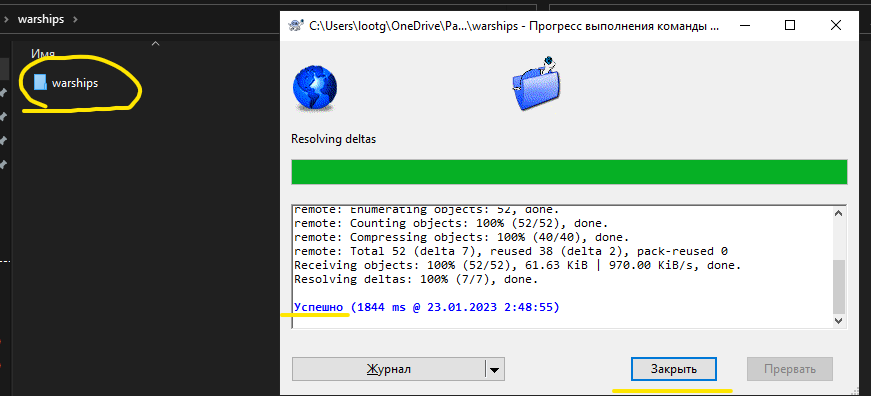 warships
Имя
warships
C:\Users\lootg\OneDrive\Pa...\warships - Прогресс выполнения команды ...
Resolving deltas
remote: Enumerating objects: 52, done.
remote: Counting objects: 100% (52/52), done.
remote: Compressing objects: 100% (40/40), done.
remote: Total 52 (delta 7), reused 38 (delta 2), pack-reused 0
Receiving objects: 100% (52/52), 61.63 KiB | 970.00 KiB/s, done.
Resolving deltas: 100% (7/7), done.
Успешно (1844 ms @ 23.01.2023 2:48:55)
Журнал
Закрыть
Прервать